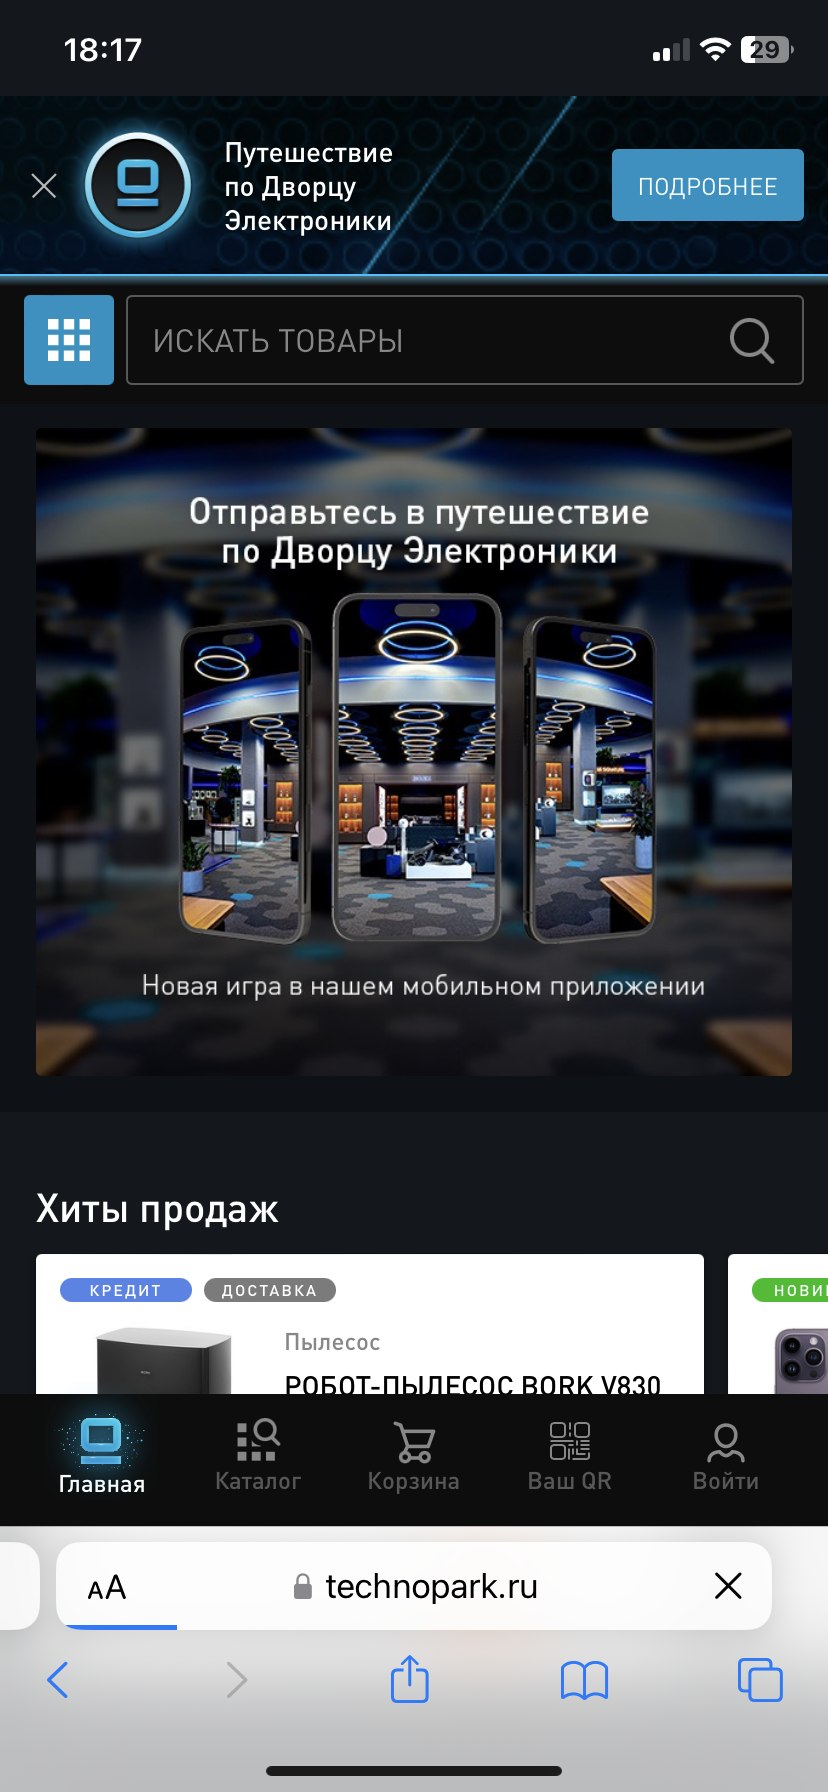 18:17
29
Путешествие
по Дворцу
Электроники
ПОДРОБНЕЕ
ИСКАТЬ ТОВАРЫ
Отправьтесь в путешествие
по Дворцу Электроники
Новая игра в нашем мобильном приложении
Хиты продаж
КРЕДИТ ДОСТАВКА
Пылесос
РОБОТ-ПЫЛЕСОС BORK V830
Главная Каталог Корзина Ваш QR Войти
AA technopark.ru